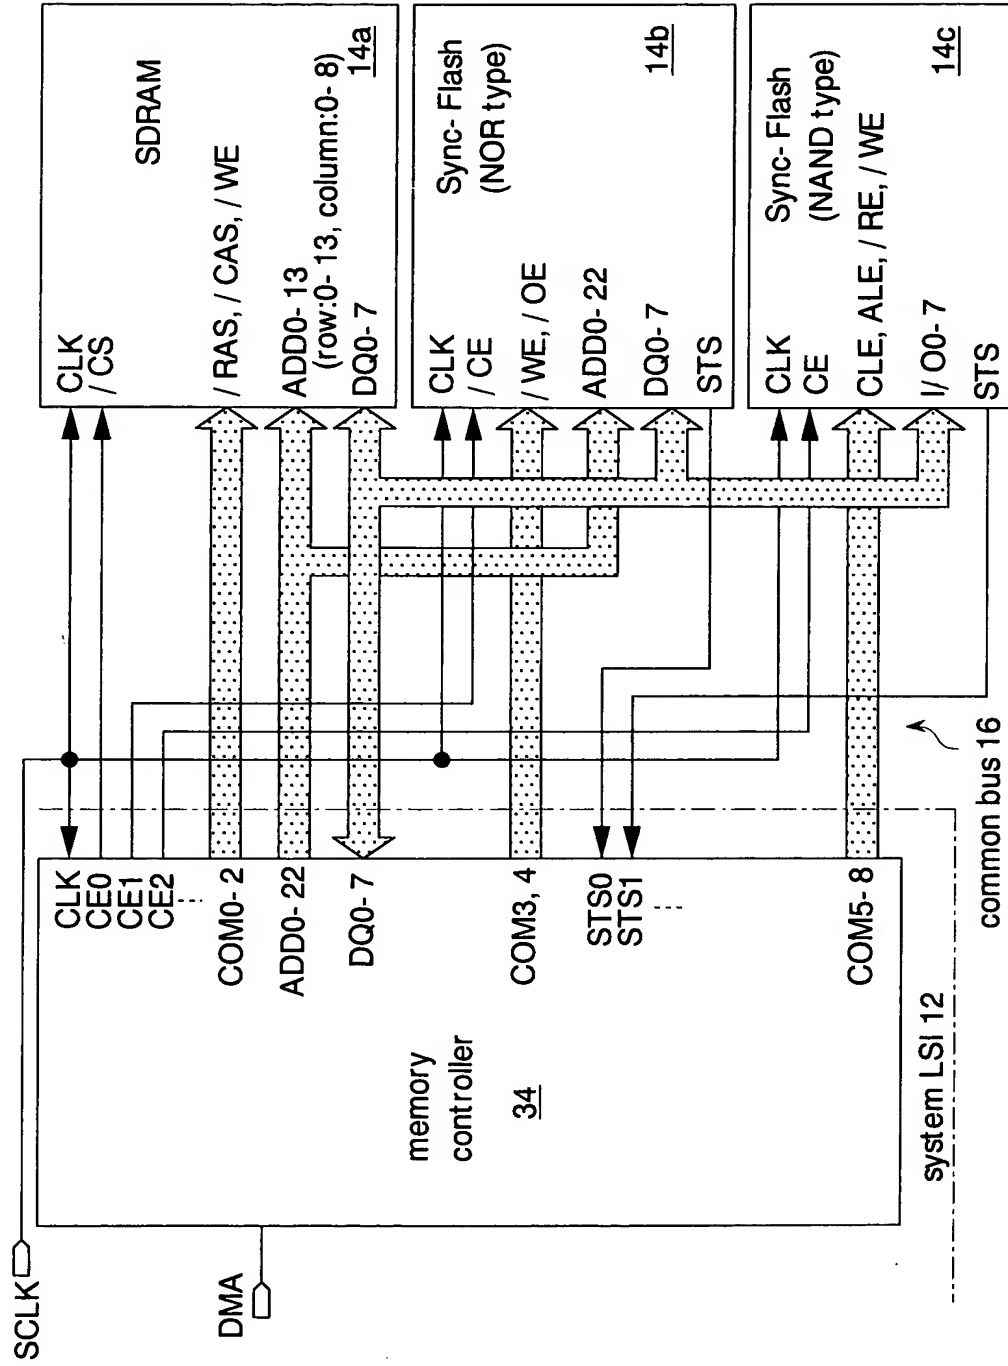 SCLK
DMA
memory
controller
34
CLK
CE0
CE1
CE2
COM0-2
ADD0-22
DQ0-7
COM3, 4
STS0
STS1
COM5-8
system LSI 12
common bus 16
SDRAM
14a
CLK
/CS
/RAS, /CAS, /WE
ADD0-13
(row:0-13, column:0-8)
DQ0-7
Sync-Flash
(NOR type)
14b
CLK
/CE
/WE, /OE
ADD0-22
DQ0-7
STS
Sync-Flash
(NAND type)
14c
CLK
CE
CLE, ALE, /RE, /WE
I/O0-7
STS